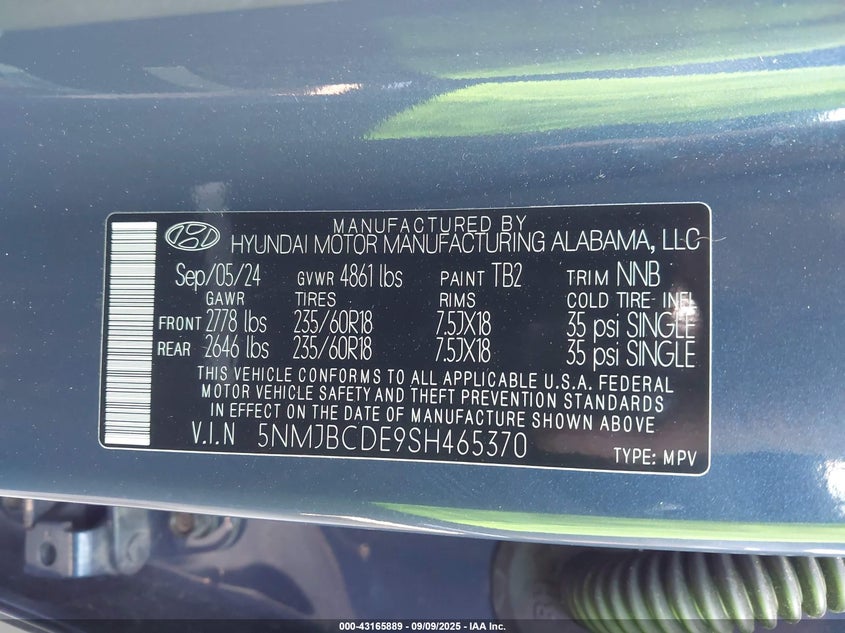 MANUFACTURED BY
HYUNDAI MOTOR MANUFACTURING ALABAMA, LLC
Sep/05/24 GVWR 4861 lbs PAINT TB2 TRIM NNB
GAWR TIRES RIMS COLD TIRE INFL
FRONT 2778 lbs 235/60R18 7.5JX18 35 psi SINGLE
REAR 2646 lbs 235/60R18 7.5JX18 35 psi SINGLE
THIS VEHICLE CONFORMS TO ALL APPLICABLE U.S.A. FEDERAL
MOTOR VEHICLE SAFETY AND THEFT PREVENTION STANDARDS
IN EFFECT ON THE DATE OF MANUFACTURE SHOWN ABOVE
V.I.N 5NMJBCDE9SH465370
TYPE: MPV
000-43165889 - 09/09/2025 - IAA Inc.